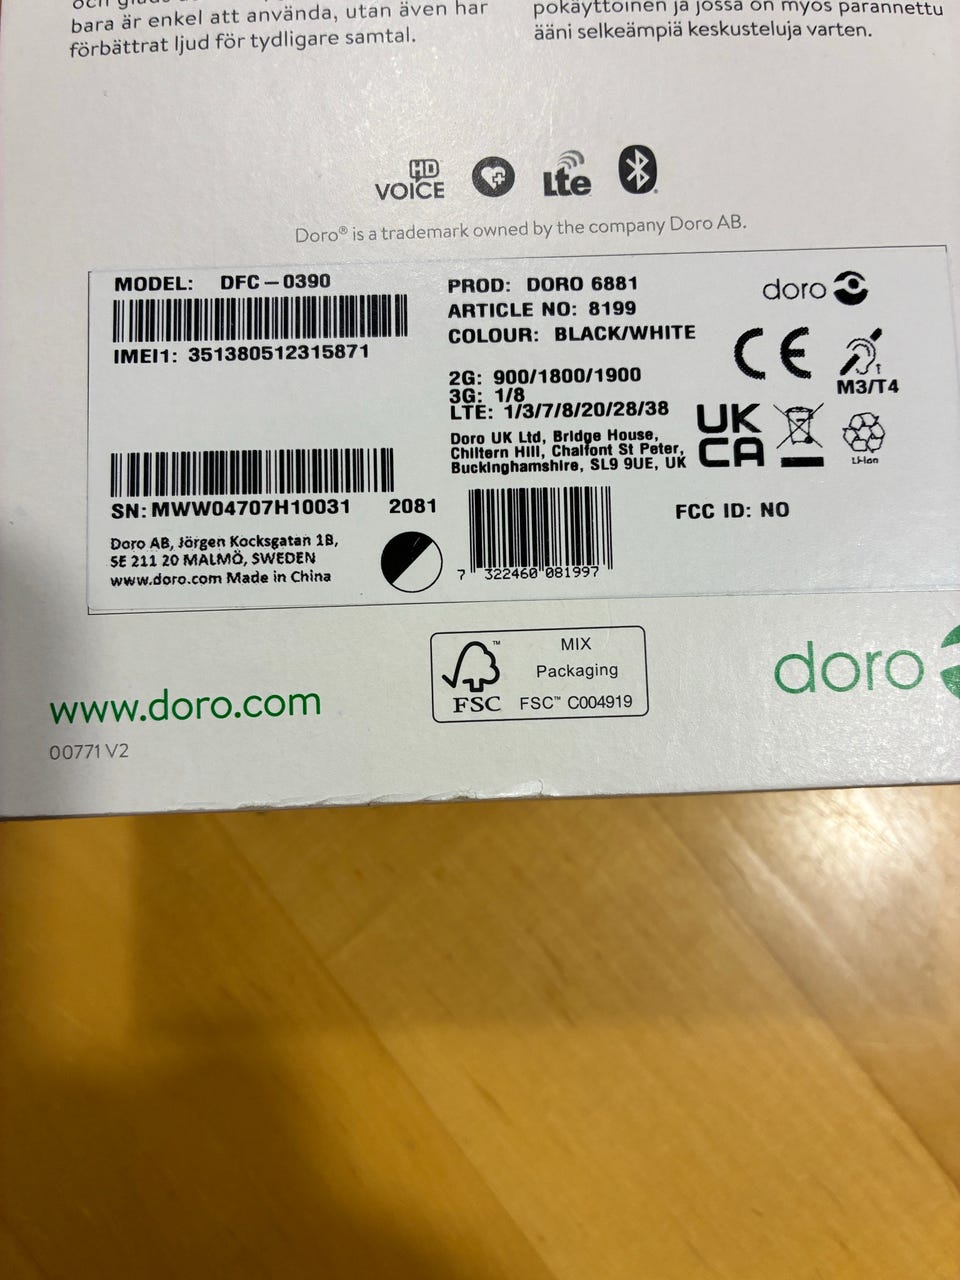 bara är enkel att använda, utan även har
förbättrat ljud för tydligare samtal.
pokäyttöinen ja jossa on myös parannettu
ääni selkeämpiä keskusteluja varten.
HD
VOICE
Lte
Doro® is a trademark owned by the company Doro AB.
MODEL: DFC-0390
IMEI1: 351380512315871
SN: MWW04707H10031 2081
Doro AB, Jörgen Kocksgatan 1B,
SE 211 20 MALMÖ, SWEDEN
www.doro.com Made in China
PROD: DORO 6881
ARTICLE NO: 8199
COLOUR: BLACK/WHITE
2G: 900/1800/1900
3G: 1/8
LTE: 1/3/7/8/20/28/38
Doro UK Ltd, Bridge House,
Chiltern Hill, Chalfont St Peter,
Buckinghamshire, SL9 9UE, UK
7 322460 081997
doro
CE
M3/T4
UK
CA
Li-Ion
FCC ID: NO
www.doro.com
00771 V2
FSC™
MIX
Packaging
FSC™ C004919
doro